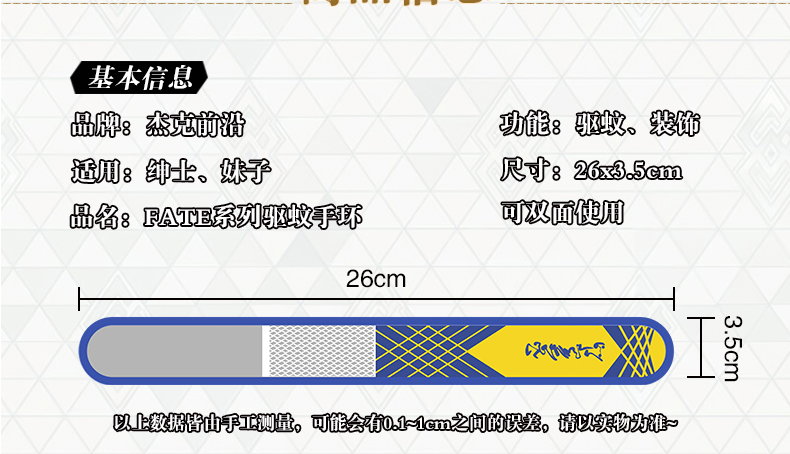 基本信息
品牌：杰克前沿
功能：驱蚊、装饰
适用：绅士、妹子
尺寸：26x3.5cm
品名：FATE系列驱蚊手环
可双面使用
26cm
3.5cm
以上数据皆由手工测量，可能会有0.1~1cm之间的误差，请以实物为准~